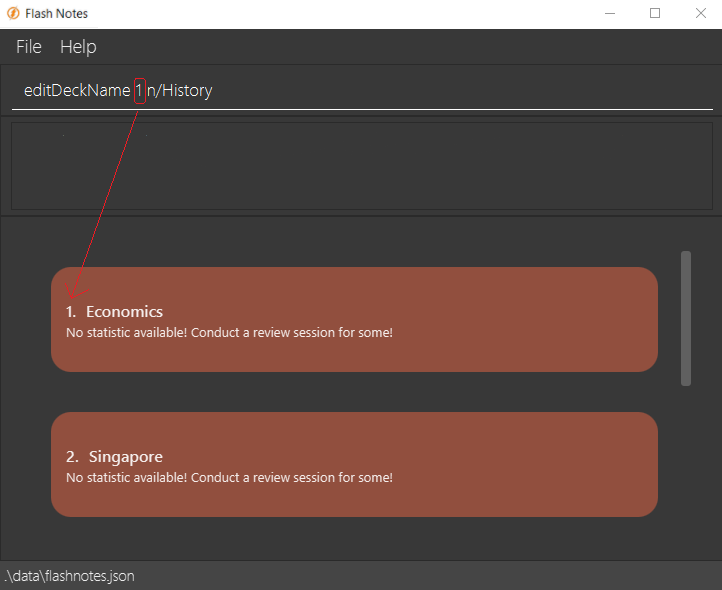 Flash Notes
File Help
editDeckName 1 n/History
1. Economics
No statistic available! Conduct a review session for some!
2. Singapore
No statistic available! Conduct a review session for some!
.\data\flashnotes.json